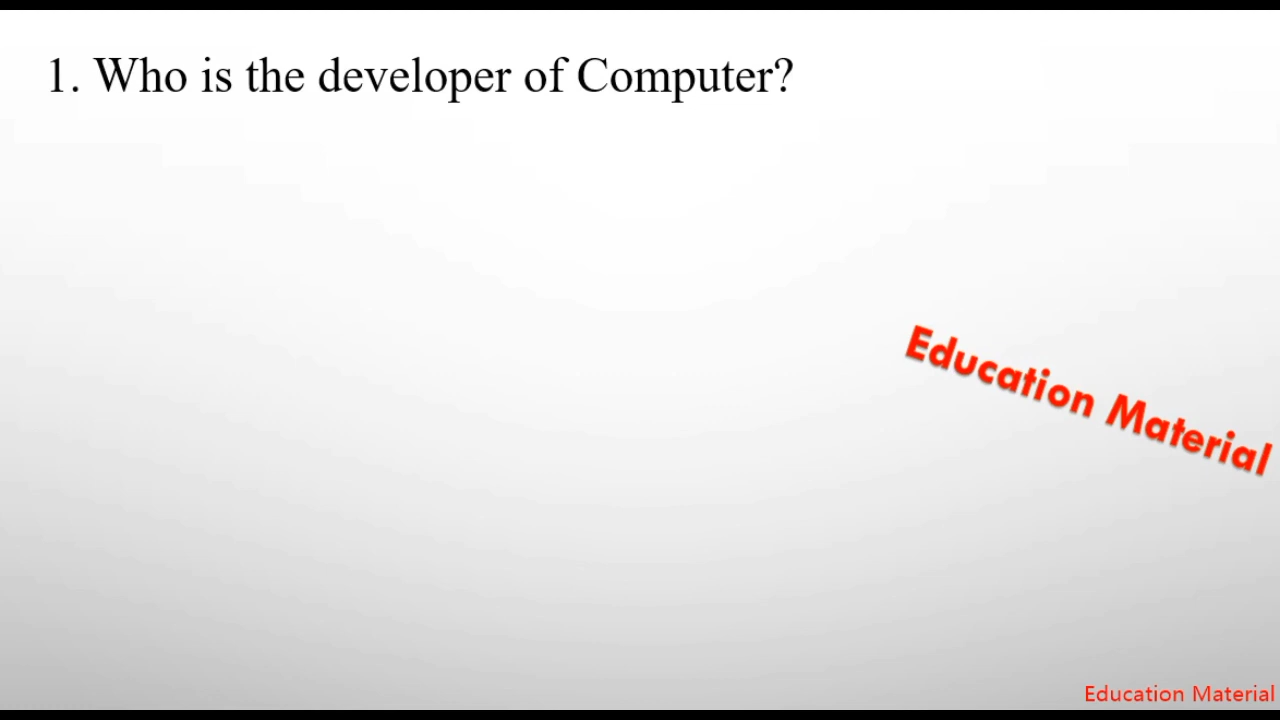 1. Who is the developer of Computer?
Education Material
Education Material